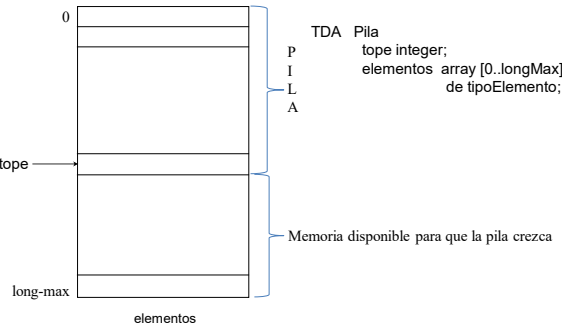 0
TDA Pila
P
tope integer;
I
elementos array [0..longMax]
L
de tipoElemento;
A
tope
Memoria disponible para que la pila crezca
long-max
elementos